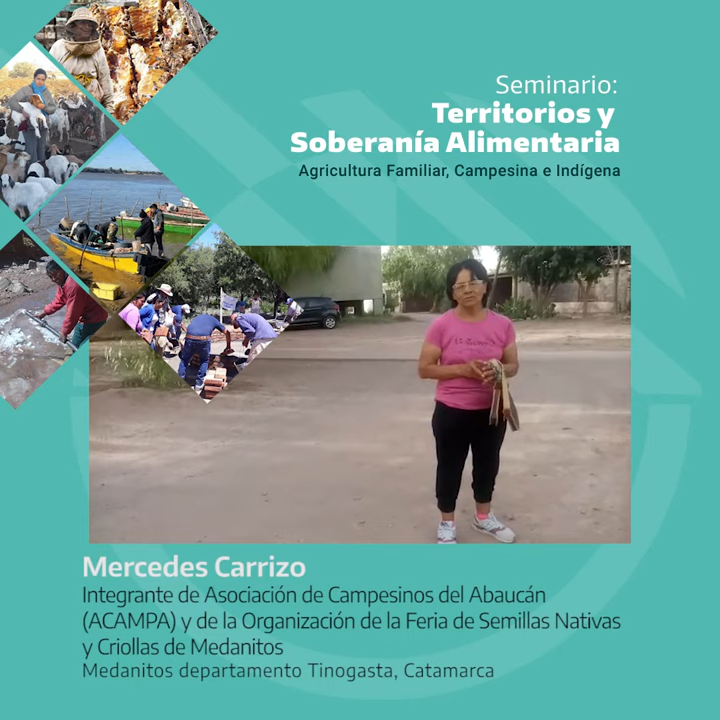 Seminario:
Territorios y
Soberanía Alimentaria
Agricultura Familiar, Campesina e Indígena
Mercedes Carrizo
Integrante de Asociación de Campesinos del Abaucán
(ACAMPA) y de la Organización de la Feria de Semillas Nativas
y Criollas de Medanitos
Medanitos departamento Tinogasta, Catamarca